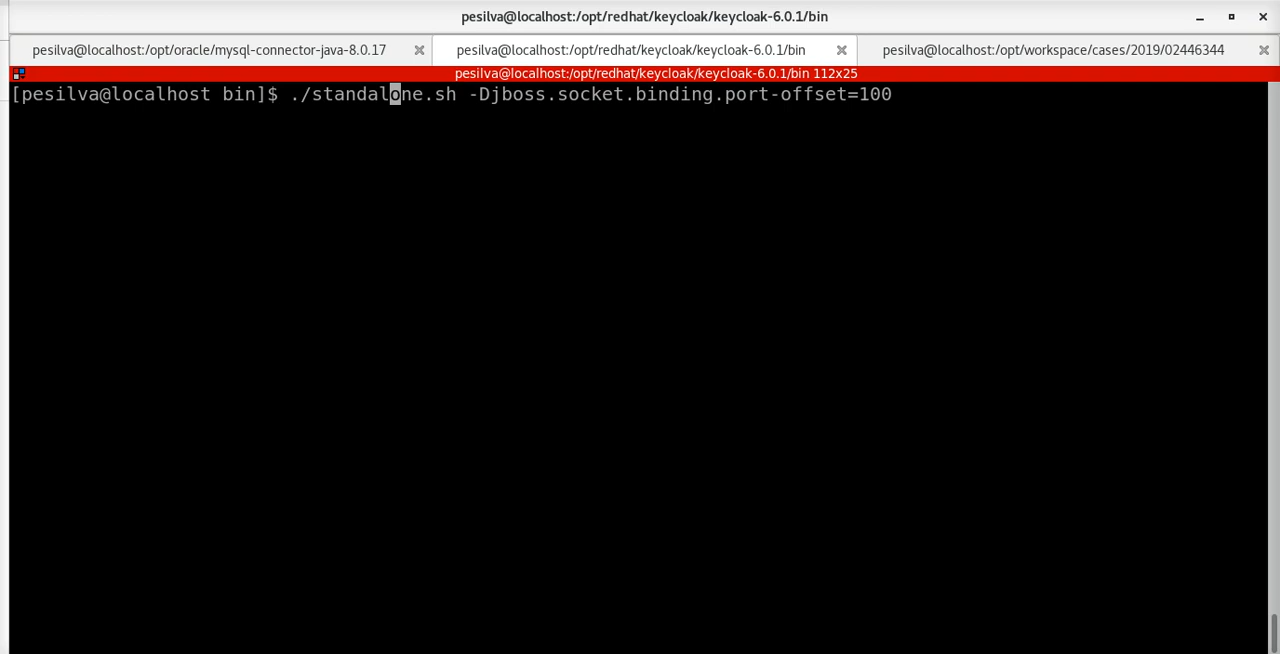 pesilva@localhost:/opt/redhat/keycloak/keycloak-6.0.1/bin
pesilva@localhost:/opt/oracle/mysql-connector-java-8.0.17
pesilva@localhost:/opt/redhat/keycloak/keycloak-6.0.1/bin
pesilva@localhost:/opt/workspace/cases/2019/02446344
pesilva@localhost:/opt/redhat/keycloak/keycloak-6.0.1/bin 112x25
[pesilva@localhost bin]$ ./standalone.sh -Djboss.socket.binding.port-offset=100